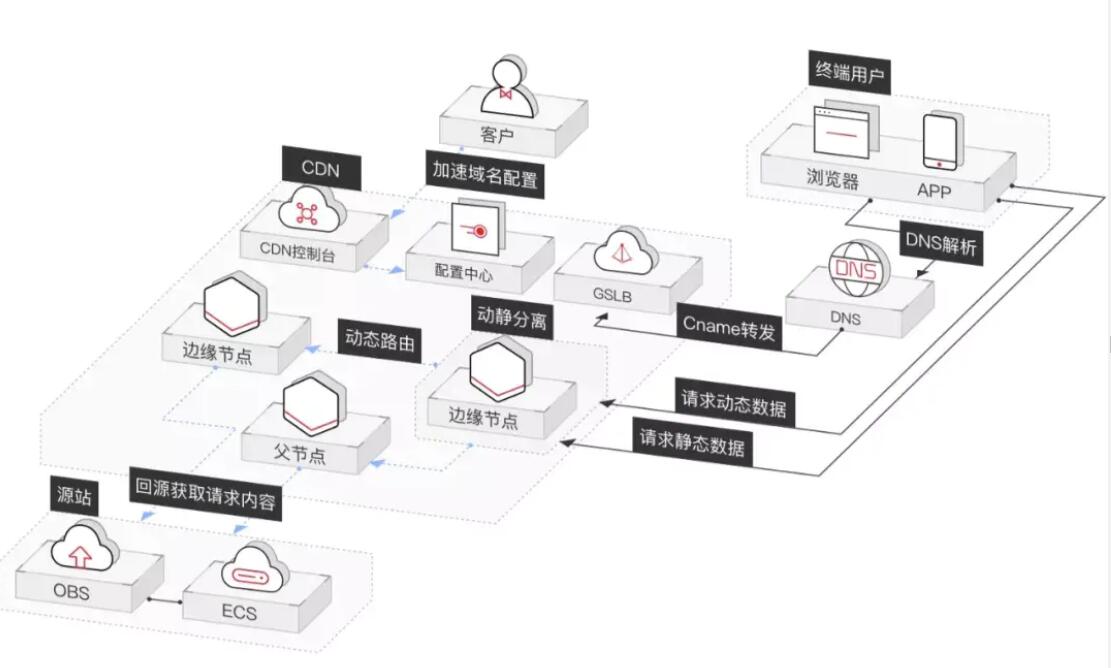 终端用户
客户
浏览器
APP
CDN
加速域名配置
CDN控制台
配置中心
GSLB
DNS解析
DNS
DNS
动静分离
Cname转发
动态路由
边缘节点
边缘节点
请求动态数据
父节点
请求静态数据
源站
回源获取请求内容
OBS
ECS